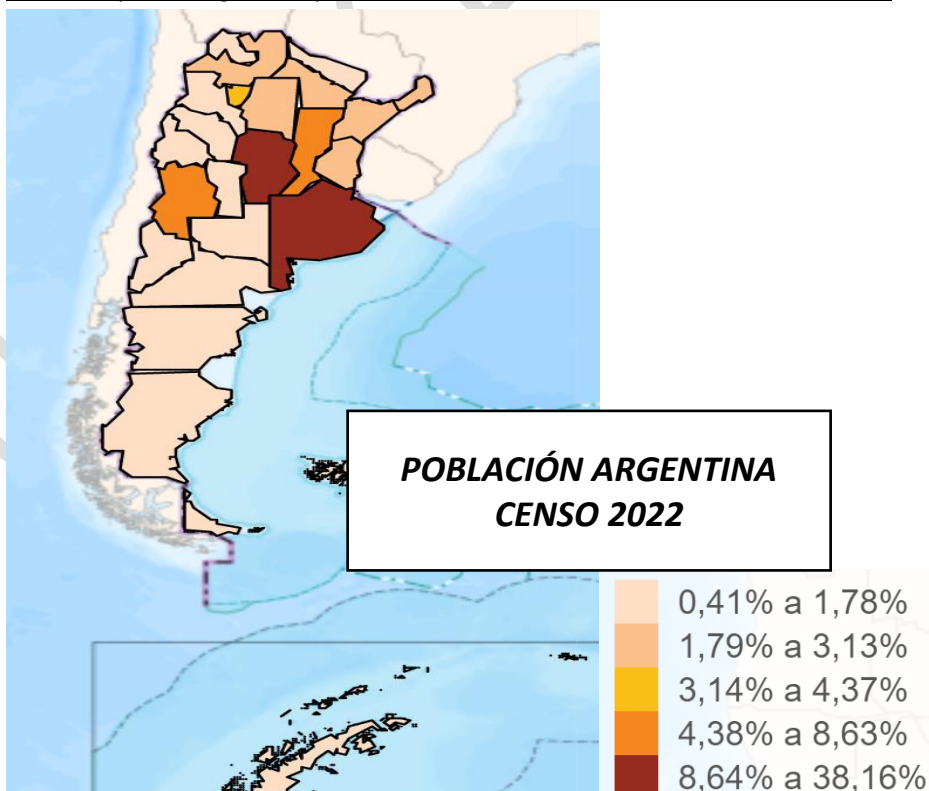 POBLACIÓN ARGENTINA
CENSO 2022
0,41% a 1,78%
1,79% a 3,13%
3,14% a 4,37%
4,38% a 8,63%
8,64% a 38,16%